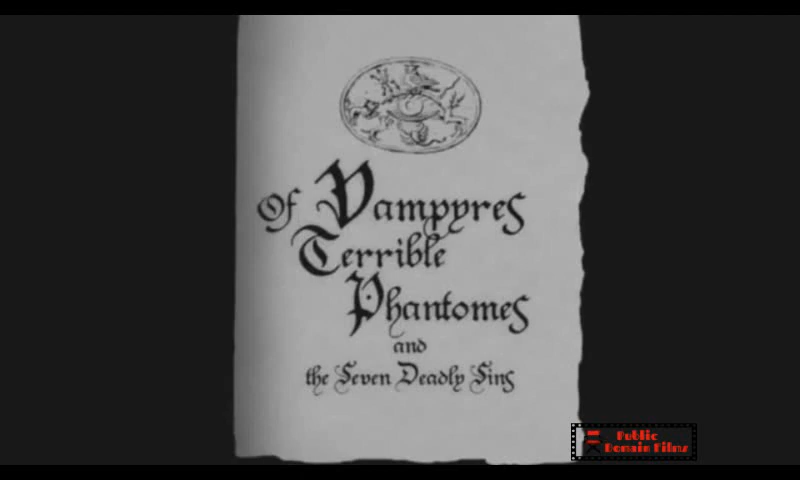 Of Vampyres
Terrible
Phantomes
and
the Seven Deadly Sins
Public
Domain Films